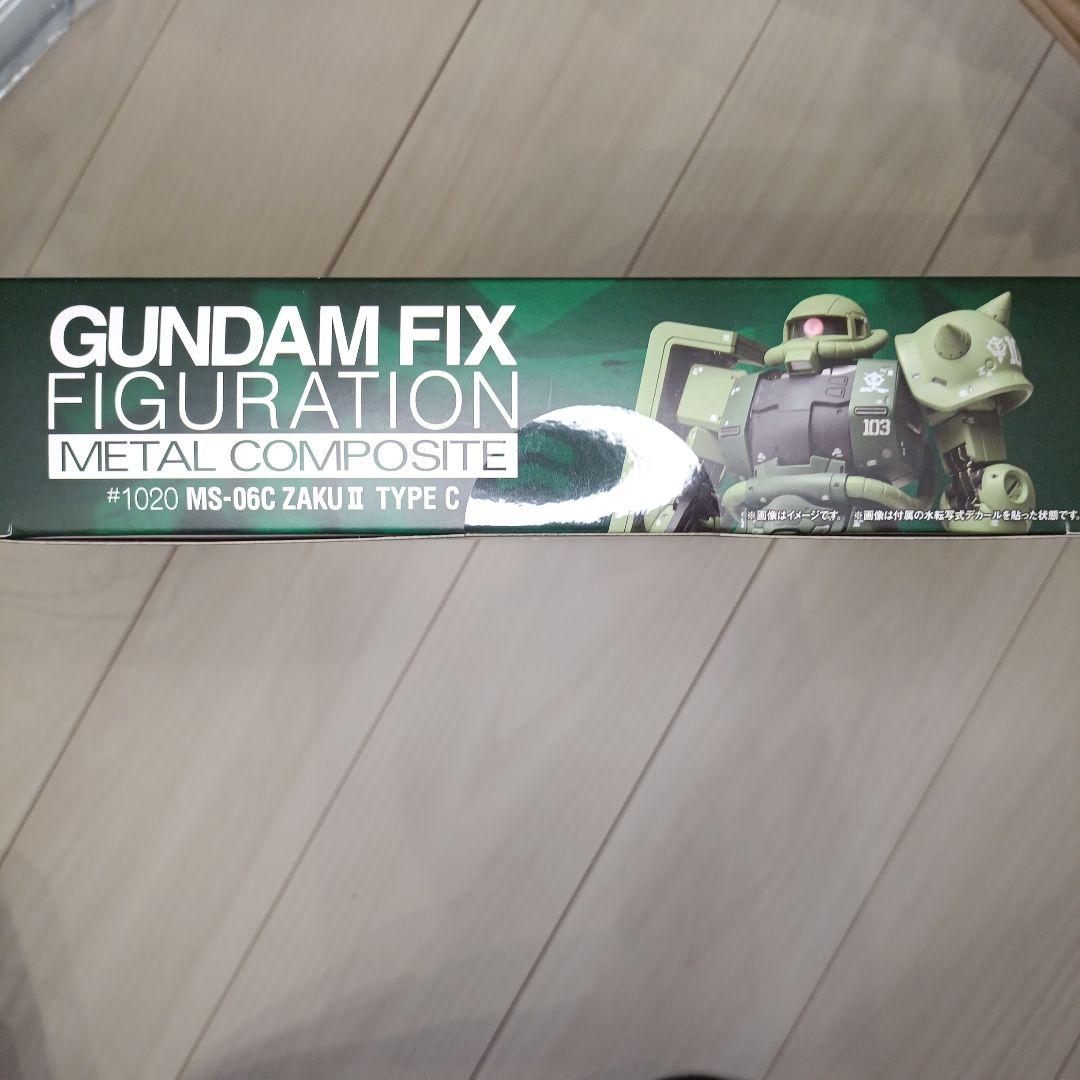 GUNDAM FIX
FIGURATION
METAL COMPOSITE
#1020 MS-06C ZAKU II TYPE C
103
※画像はイメージです。 ※画像は付属の水転写式デカールを貼った状態です。